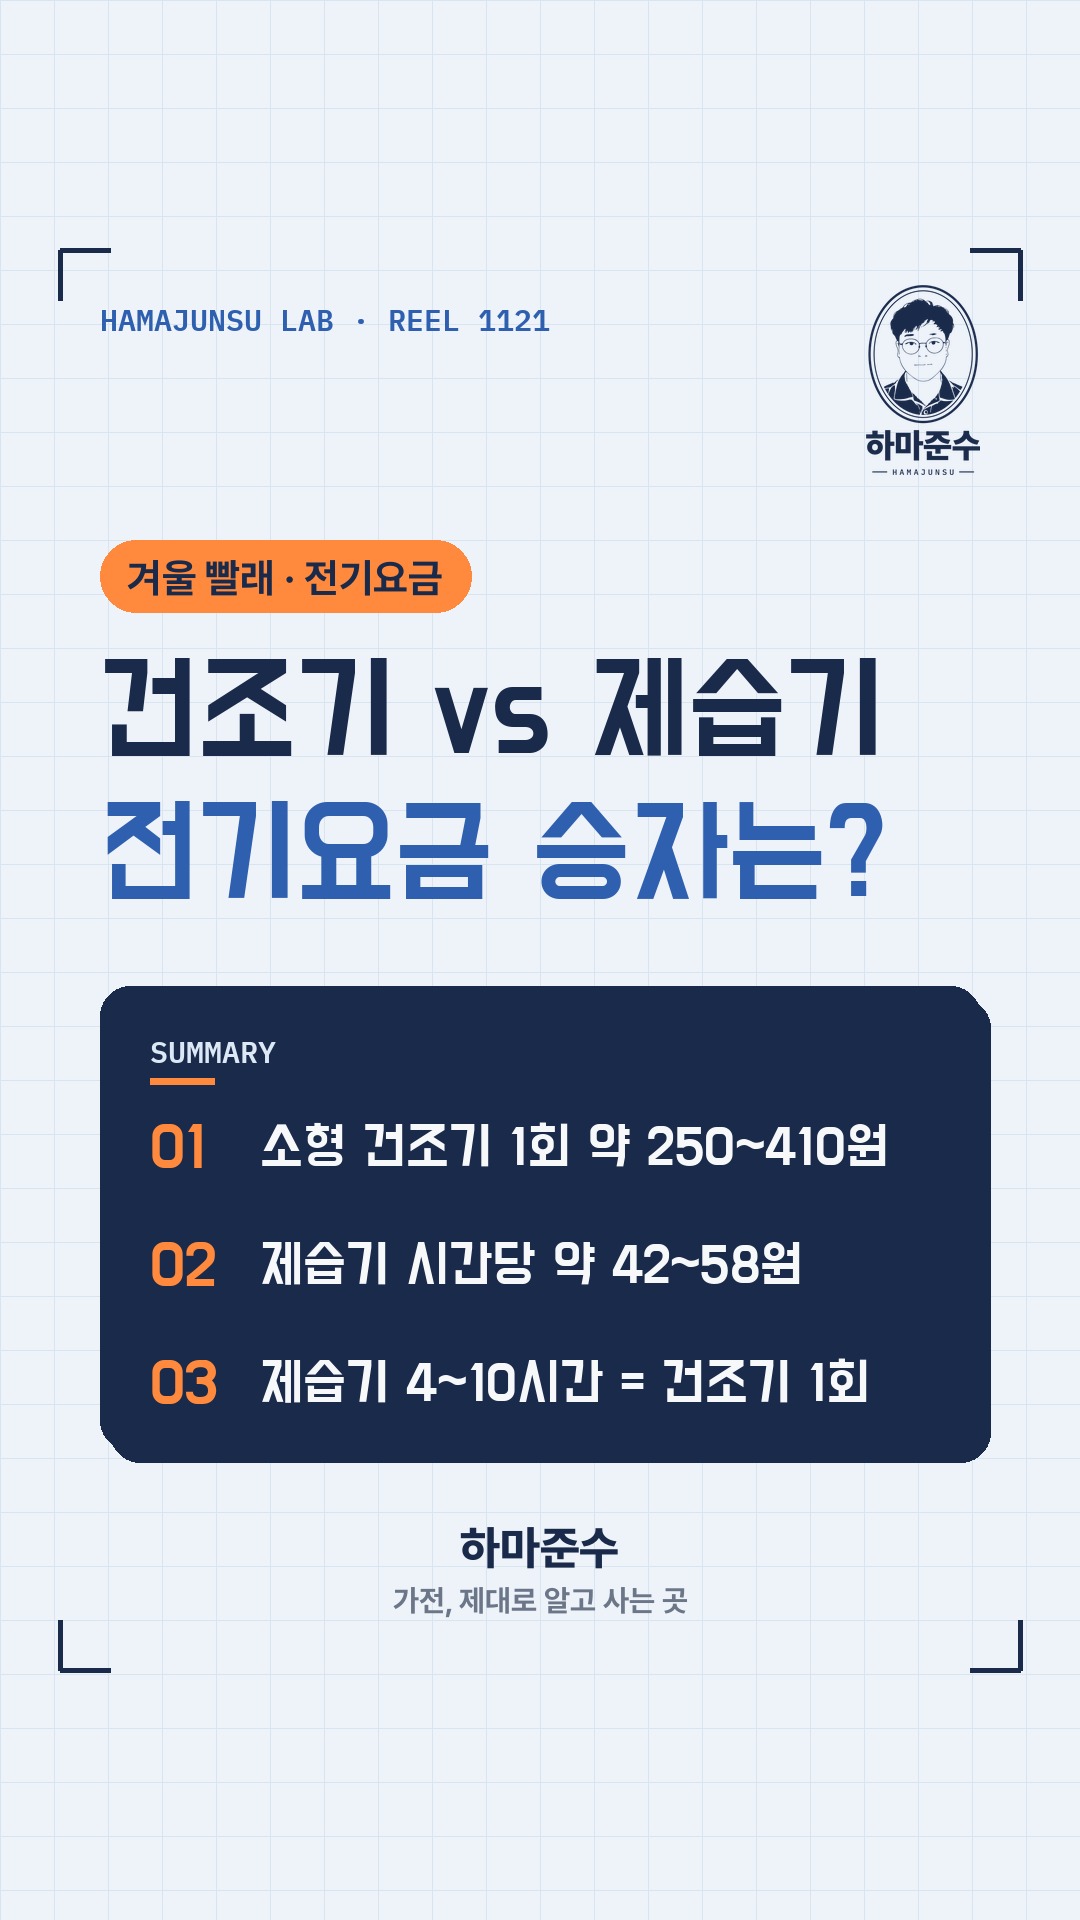 HAMAJUNSU LAB · REEL 1121
하마준수
HAMAJUNSU
겨울 빨래 · 전기요금
건조기 vs 제습기
전기요금 승자는?
SUMMARY
01 소형 건조기 1회 약 250~410원
02 제습기 시간당 약 42~58원
03 제습기 4~10시간 = 건조기 1회
하마준수
가전, 제대로 알고 사는 곳